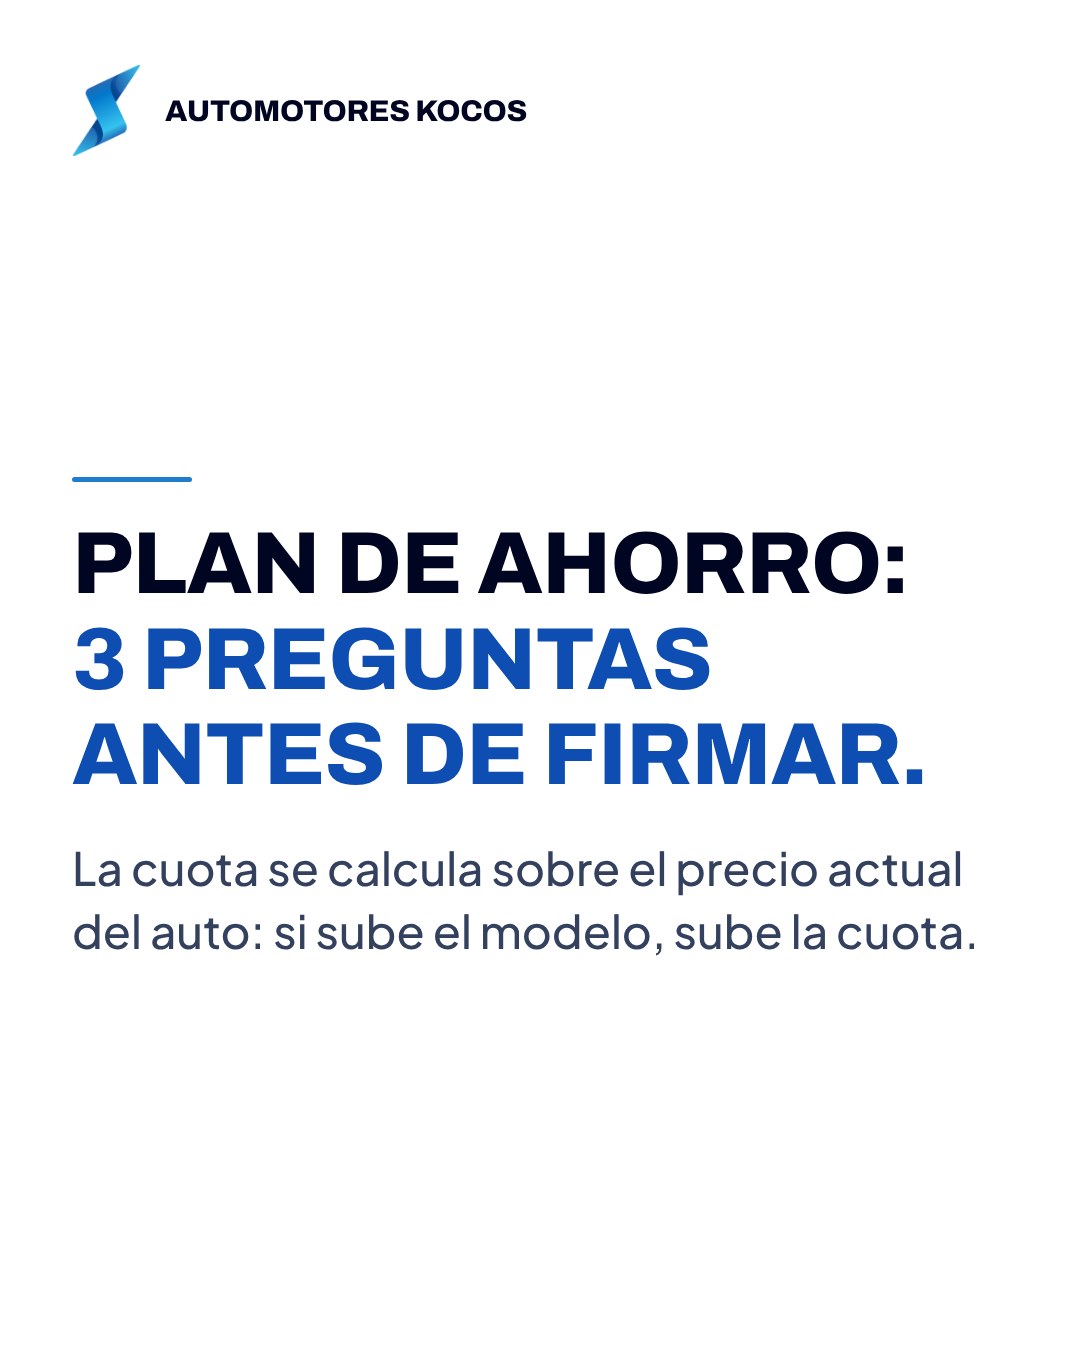 AUTOMOTORES KOCOS
PLAN DE AHORRO:
3 PREGUNTAS
ANTES DE FIRMAR.
La cuota se calcula sobre el precio actual
del auto: si sube el modelo, sube la cuota.